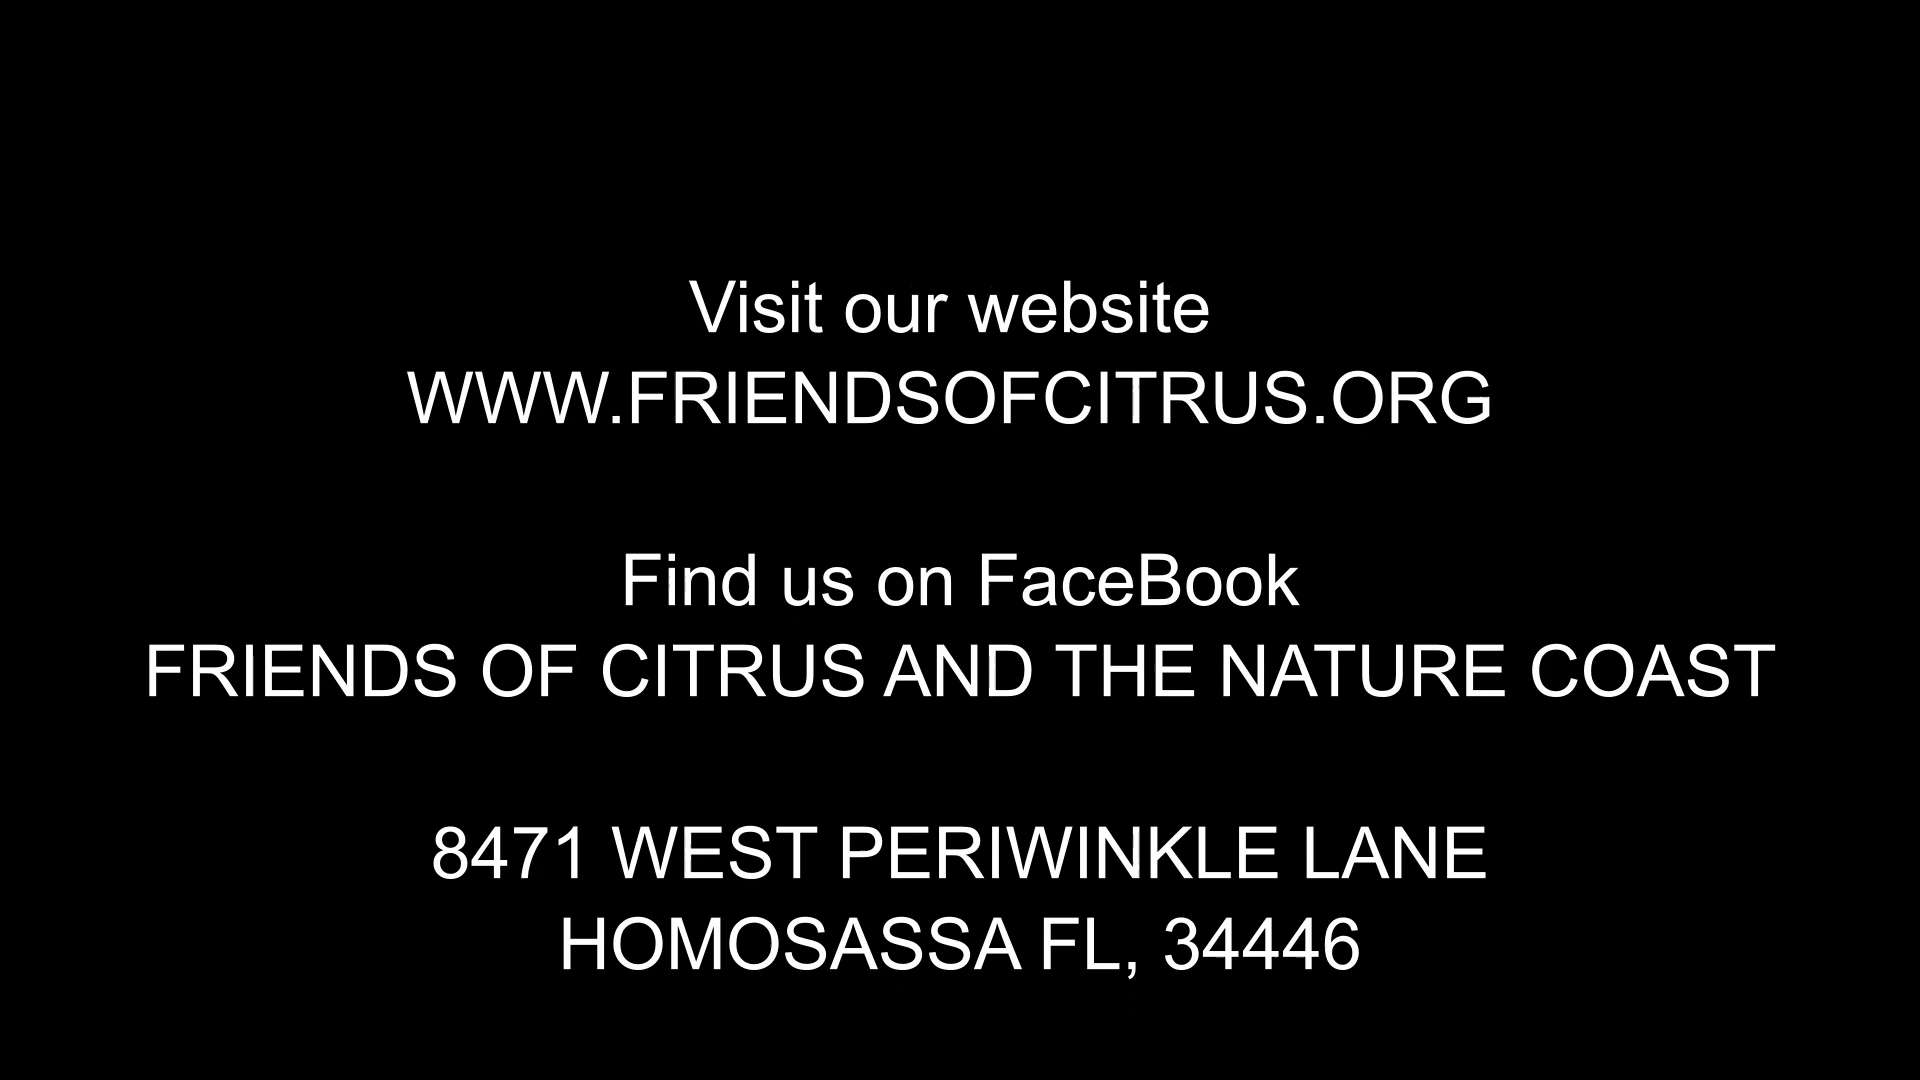 Visit our website
WWW.FRIENDSOFCITRUS.ORG
Find us on FaceBook
FRIENDS OF CITRUS AND THE NATURE COAST
8471 WEST PERIWINKLE LANE
HOMOSASSA FL, 34446